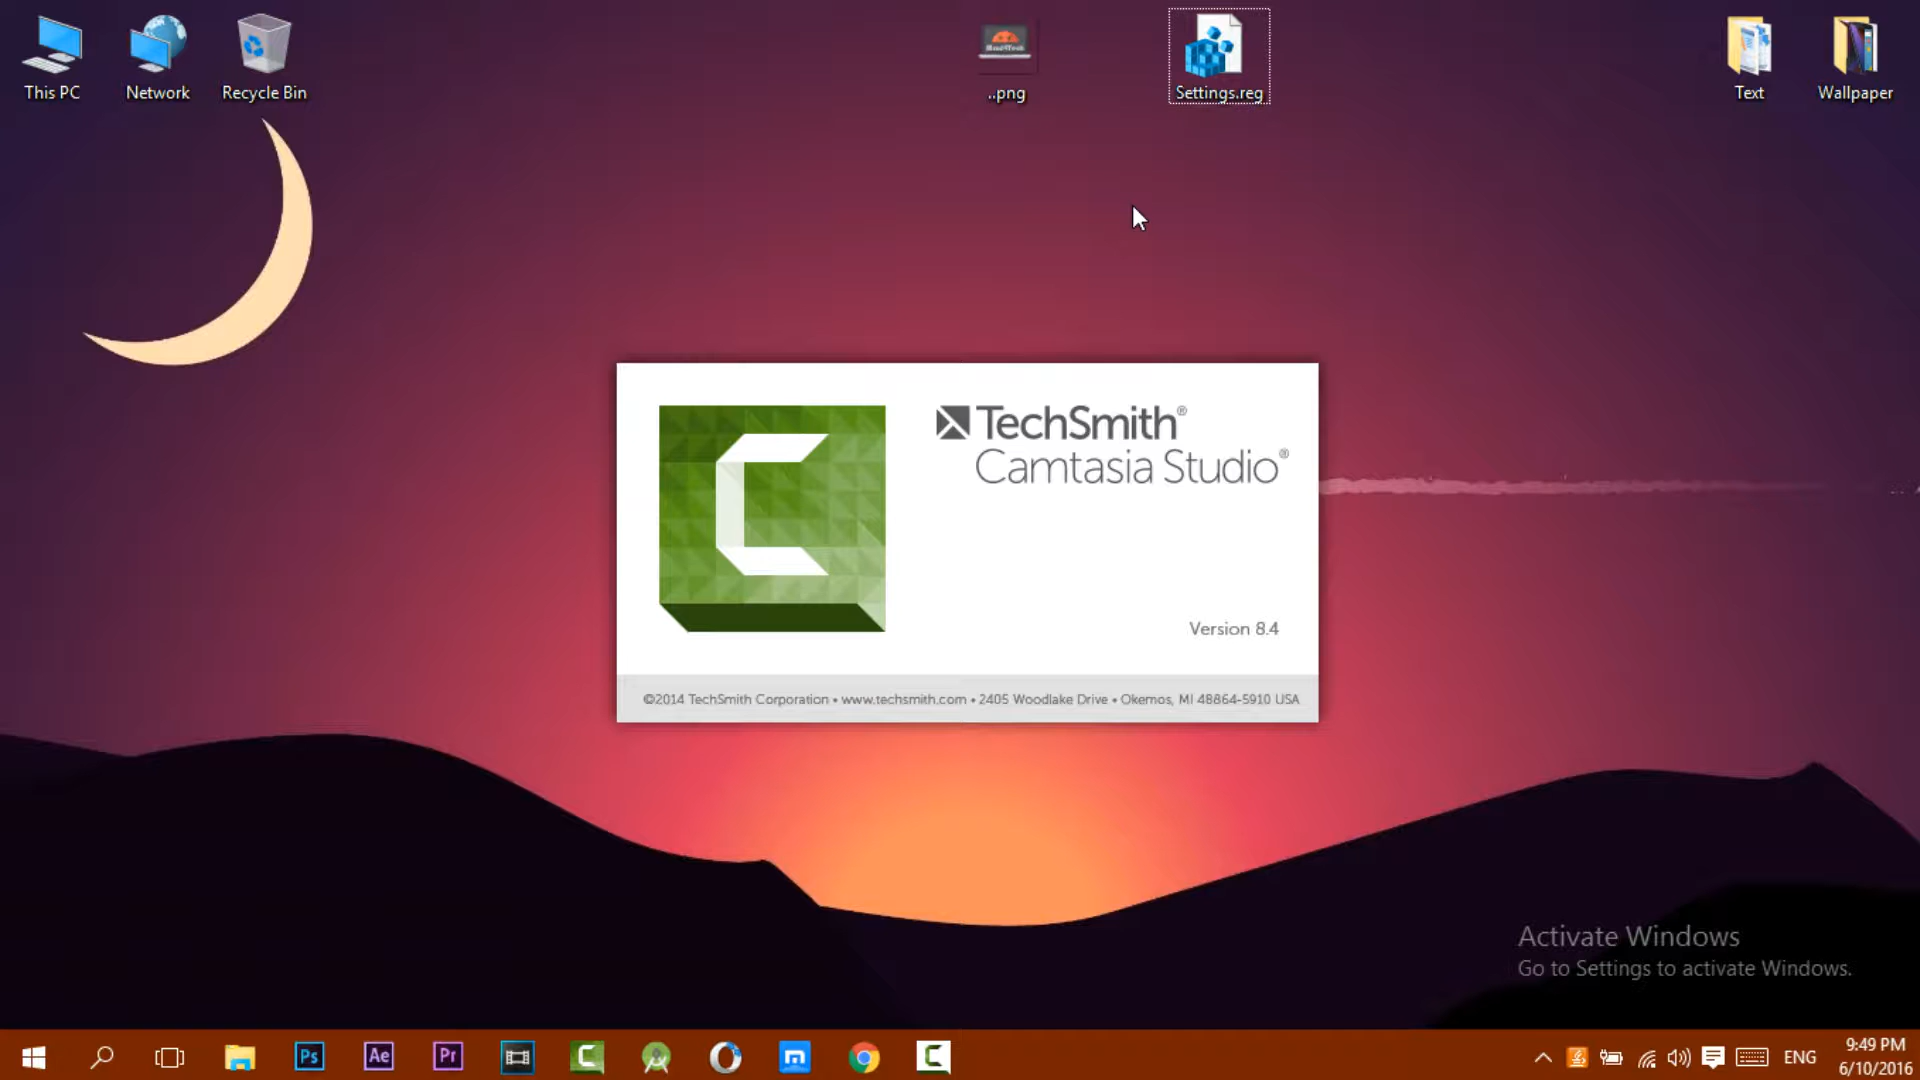 This PC
Network
Recycle Bin
..png
Settings.reg
Text
Wallpaper
TechSmith®
Camtasia Studio®
Version 8.4
©2014 TechSmith Corporation • www.techsmith.com • 2405 Woodlake Drive • Okemos, MI 48864-5910 USA
Activate Windows
Go to Settings to activate Windows.
Ps
Ae
Pr
ENG
9:49 PM
6/10/2016